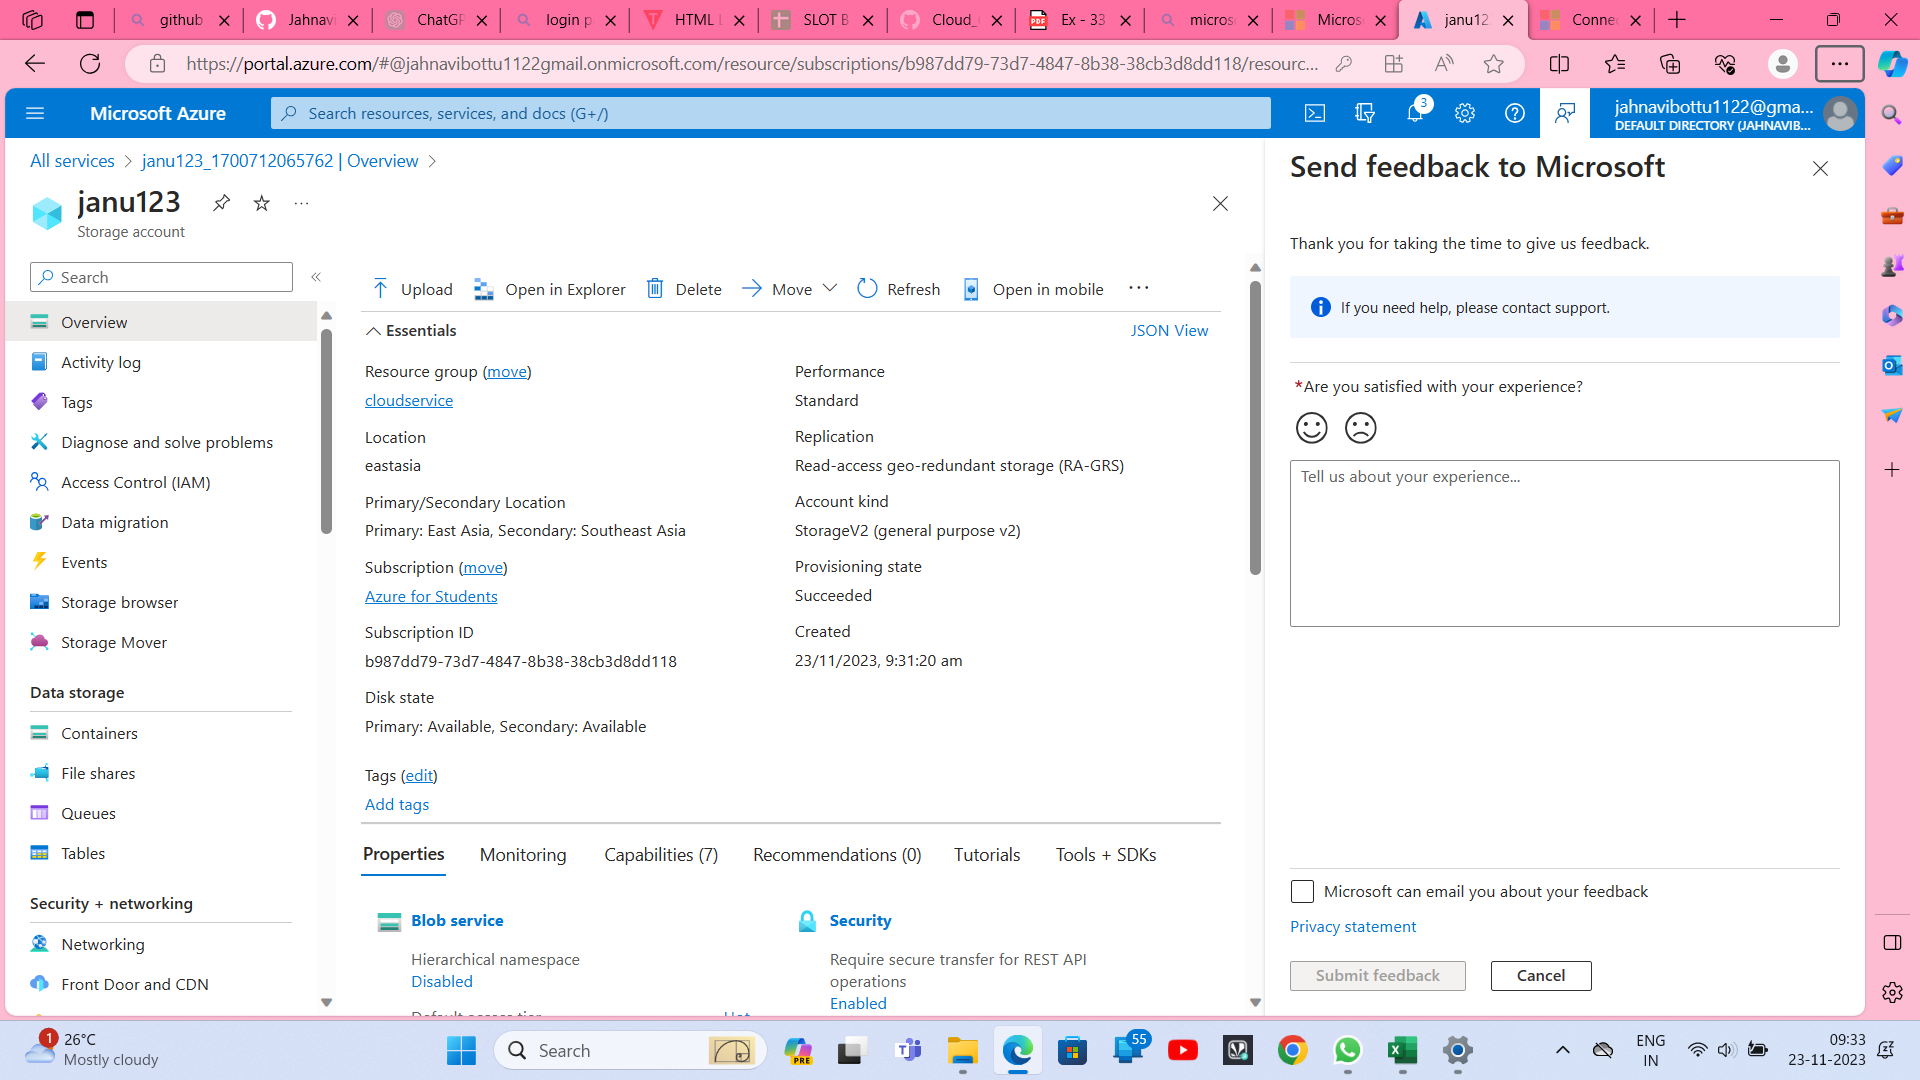 github
Jahnavi
ChatGP
login p
HTML L
SLOT B
Cloud_
Ex - 33
micros
Micros
janu12
Conne
https://portal.azure.com/#@jahnavibottu1122gmail.onmicrosoft.com/resource/subscriptions/b987dd79-73d7-4847-8b38-38cb3d8dd118/resourc...
Microsoft Azure
Search resources, services, and docs (G+/)
3
jahnavibottu1122@gma...
DEFAULT DIRECTORY (JAHNAVIB...
All services > janu123_1700712065762 | Overview >
janu123
Storage account
Search
Overview
Activity log
Tags
Diagnose and solve problems
Access Control (IAM)
Data migration
Events
Storage browser
Storage Mover
Data storage
Containers
File shares
Queues
Tables
Security + networking
Networking
Front Door and CDN
Upload
Open in Explorer
Delete
Move
Refresh
Open in mobile
Essentials
JSON View
Resource group (move)
cloudservice
Location
eastasia
Primary/Secondary Location
Primary: East Asia, Secondary: Southeast Asia
Subscription (move)
Azure for Students
Subscription ID
b987dd79-73d7-4847-8b38-38cb3d8dd118
Disk state
Primary: Available, Secondary: Available
Performance
Standard
Replication
Read-access geo-redundant storage (RA-GRS)
Account kind
StorageV2 (general purpose v2)
Provisioning state
Succeeded
Created
23/11/2023, 9:31:20 am
Tags (edit)
Add tags
Properties
Monitoring
Capabilities (7)
Recommendations (0)
Tutorials
Tools + SDKs
Blob service
Hierarchical namespace
Disabled
Default access tier
Hot
Security
Require secure transfer for REST API
operations
Enabled
Send feedback to Microsoft
Thank you for taking the time to give us feedback.
If you need help, please contact support.
*Are you satisfied with your experience?
Tell us about your experience...
Microsoft can email you about your feedback
Privacy statement
Submit feedback
Cancel
1
26°C
Mostly cloudy
Search
PRE
55
ENG
IN
09:33
23-11-2023